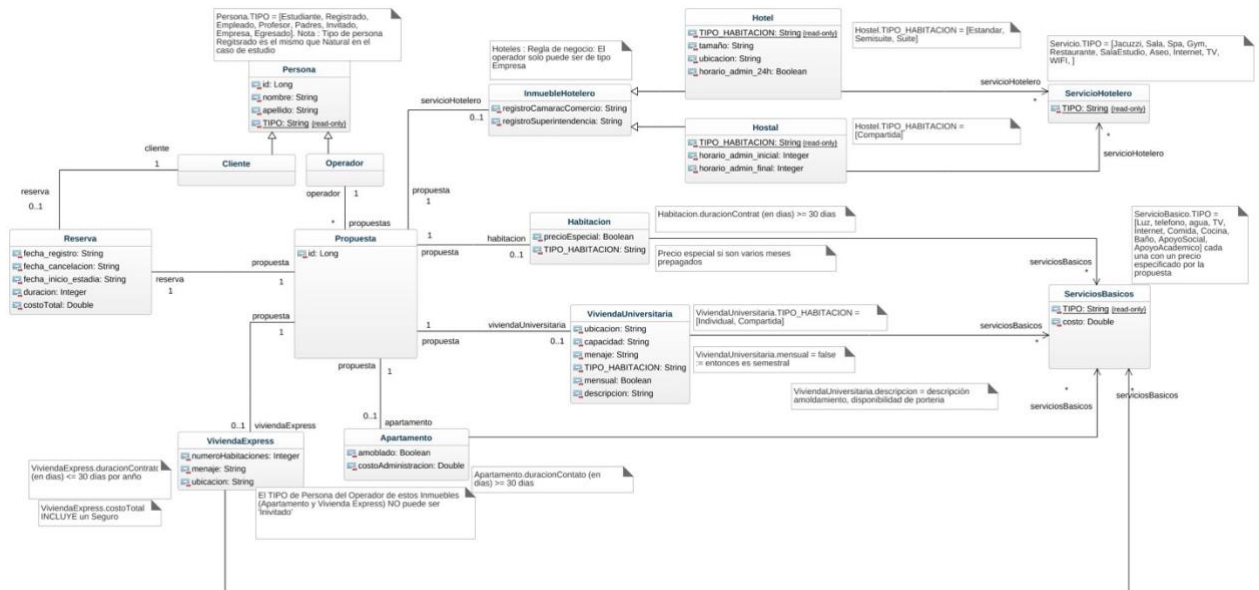 Persona.TIPO = [Estudiante, Registrado,
Empleado, Profesor, Padres, Invitado,
Empresa, Egresado]. Nota : Tipo de persona
Regitsrado es el mismo que Natural en el
caso de estudio
Persona
id: Long
nombre: String
apellido: String
TIPO: String {read-only}
cliente
1
Cliente
Operador
operador
1
*
propuestas
reserva
0..1
Reserva
fecha_registro: String
fecha_cancelacion: String
fecha_inicio_estadia: String
duracion: Integer
costoTotal: Double
reserva
1
propuesta
1
Propuesta
id: Long
Hoteles : Regla de negocio: El
operador solo puede ser de tipo
Empresa
InmuebleHotelero
registroCamaracComercio: String
registroSuperintendencia: String
servicioHotelero
0..1
propuesta
1
Hotel
TIPO_HABITACION: String {read-only}
tamaño: String
ubicacion: String
horario_admin_24h: Boolean
Hostel.TIPO_HABITACION = [Estandar,
Semisuite, Suite]
servicioHotelero
*
Servicio.TIPO = [Jacuzzi, Sala, Spa, Gym,
Restaurante, SalaEstudio, Aseo, Internet, TV,
WIFI, ]
ServicioHotelero
TIPO: String {read-only}
Hostal
TIPO_HABITACION: String {read-only}
horario_admin_inicial: Integer
horario_admin_final: Integer
Hostel.TIPO_HABITACION =
[Compartida]
*
servicioHotelero
1
propuesta
habitacion
0..1
Habitacion
precioEspecial: Boolean
TIPO_HABITACION: String
Habitacion.duracionContrat (en dias) >= 30 dias
Precio especial si son varios meses
prepagados
serviciosBasicos
*
ServicioBasico.TIPO =
[Luz, telefono, agua, TV,
Internet, Comida, Cocina,
Baño, ApoyoSocial,
ApoyoAcademico] cada
una con un precio
especificado por la
propuesta
ServiciosBasicos
TIPO: String {read-only}
costo: Double
1
propuesta
viviendaUniversitaria
0..1
ViviendaUniversitaria
ubicacion: String
capacidad: String
menaje: String
TIPO_HABITACION: String
mensual: Boolean
descripcion: String
ViviendaUniversitaria.TIPO_HABITACION =
[Individual, Compartida]
ViviendaUniversitaria.mensual = false
:= entonces es semestral
ViviendaUniversitaria.descripcion = descripción
amoldamiento, disponibilidad de porteria
serviciosBasicos
*
*
serviciosBasicos
*
serviciosBasicos
propuesta
1
0..1
viviendaExpress
propuesta
1
0..1
apartamento
ViviendaExpress
numeroHabitaciones: Integer
menaje: String
ubicacion: String
Apartamento
amoblado: Boolean
costoAdministracion: Double
Apartamento.duracionContato (en
dias) >= 30 dias
ViviendaExpress.duracionContrato
(en dias) <= 30 dias por anño
ViviendaExpress.costoTotal
INCLUYE un Seguro
El TIPO de Persona del Operador de estos Inmuebles
(Apartamento y Vivienda Express) NO puede ser
'Inivitado'